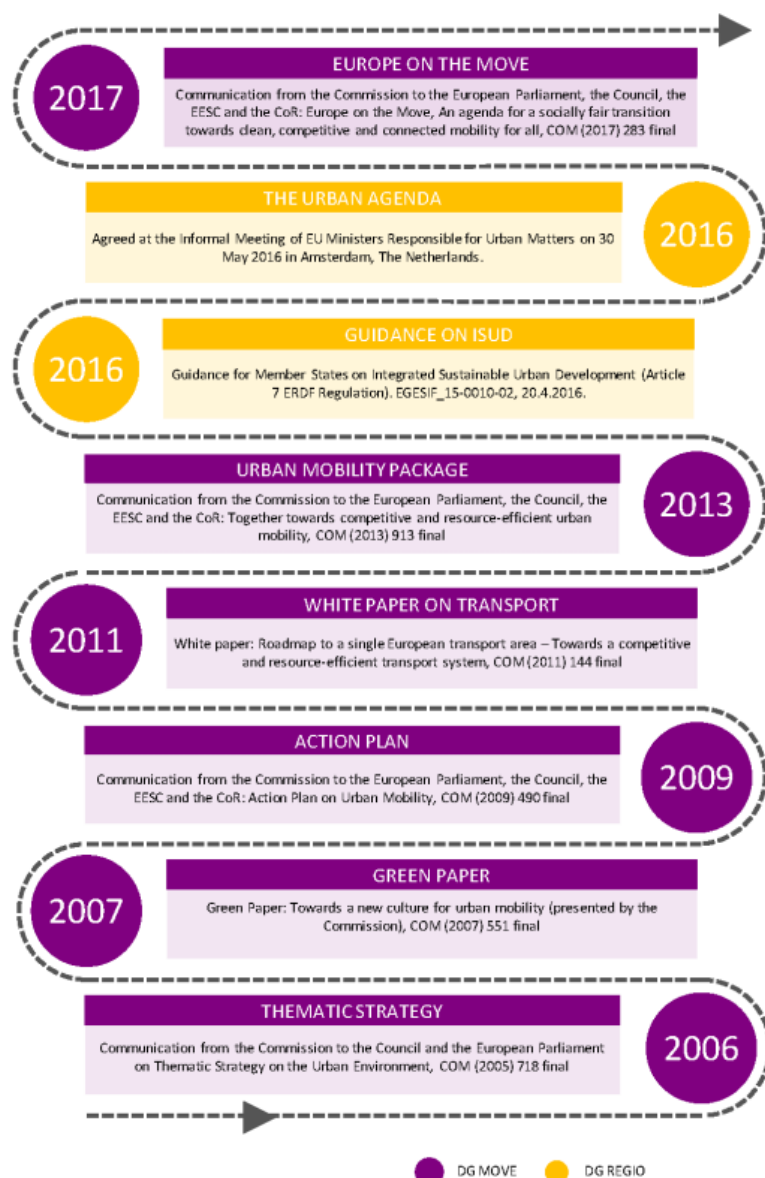 EUROPE ON THE MOVE
2017
Communication from the Commission to the European Parliament, the Council, the
EESC and the CoR: Europe on the Move, An agenda for a socially fair transition
towards clean, competitive and connected mobility for all, COM (2017) 283 final
THE URBAN AGENDA
2016
Agreed at the Informal Meeting of EU Ministers Responsible for Urban Matters on 30
May 2016 in Amsterdam, The Netherlands.
GUIDANCE ON ISUD
2016
Guidance for Member States on Integrated Sustainable Urban Development (Article
7 ERDF Regulation). EGESIF_15-0010-02, 20.4.2016.
URBAN MOBILITY PACKAGE
2013
Communication from the Commission to the European Parliament, the Council, the
EESC and the CoR: Together towards competitive and resource-efficient urban
mobility, COM (2013) 913 final
WHITE PAPER ON TRANSPORT
2011
White paper: Roadmap to a single European transport area – Towards a competitive
and resource-efficient transport system, COM (2011) 144 final
ACTION PLAN
2009
Communication from the Commission to the European Parliament, the Council, the
EESC and the CoR: Action Plan on Urban Mobility, COM (2009) 490 final
GREEN PAPER
2007
Green Paper: Towards a new culture for urban mobility (presented by the
Commission), COM (2007) 551 final
THEMATIC STRATEGY
2006
Communication from the Commission to the Council and the European Parliament
on Thematic Strategy on the Urban Environment, COM (2005) 718 final
DG MOVE DG REGIO